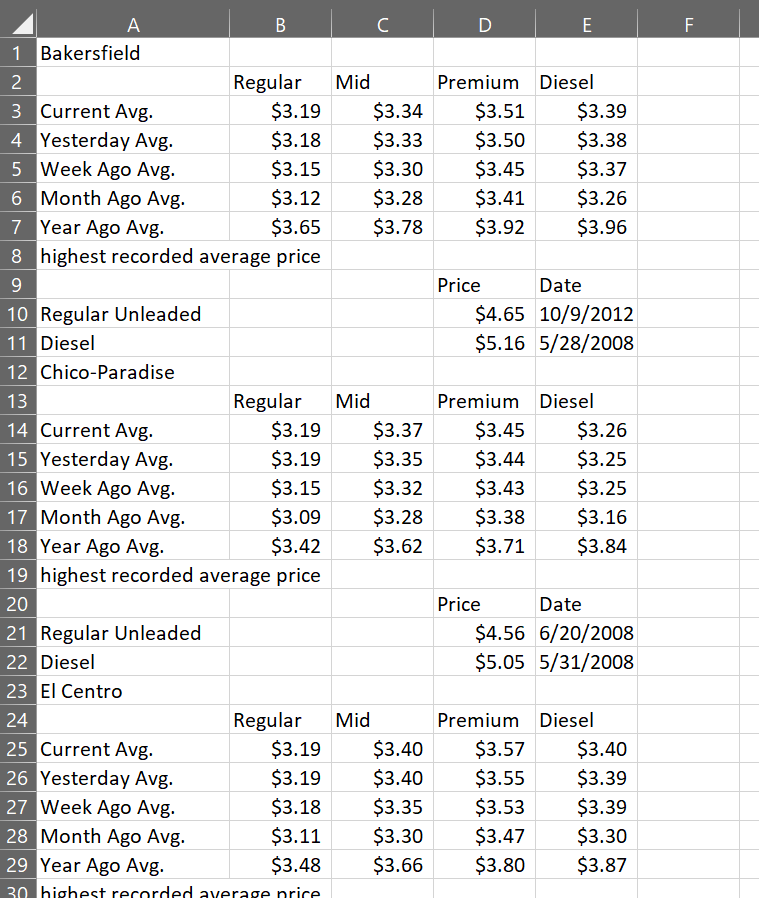 A B C D E F
1 Bakersfield
2 Regular Mid Premium Diesel
3 Current Avg. $3.19 $3.34 $3.51 $3.39
4 Yesterday Avg. $3.18 $3.33 $3.50 $3.38
5 Week Ago Avg. $3.15 $3.30 $3.45 $3.37
6 Month Ago Avg. $3.12 $3.28 $3.41 $3.26
7 Year Ago Avg. $3.65 $3.78 $3.92 $3.96
8 highest recorded average price
9 Price Date
10 Regular Unleaded $4.65 10/9/2012
11 Diesel $5.16 5/28/2008
12 Chico-Paradise
13 Regular Mid Premium Diesel
14 Current Avg. $3.19 $3.37 $3.45 $3.26
15 Yesterday Avg. $3.19 $3.35 $3.44 $3.25
16 Week Ago Avg. $3.15 $3.32 $3.43 $3.25
17 Month Ago Avg. $3.09 $3.28 $3.38 $3.16
18 Year Ago Avg. $3.42 $3.62 $3.71 $3.84
19 highest recorded average price
20 Price Date
21 Regular Unleaded $4.56 6/20/2008
22 Diesel $5.05 5/31/2008
23 El Centro
24 Regular Mid Premium Diesel
25 Current Avg. $3.19 $3.40 $3.57 $3.40
26 Yesterday Avg. $3.19 $3.40 $3.55 $3.39
27 Week Ago Avg. $3.18 $3.35 $3.53 $3.39
28 Month Ago Avg. $3.11 $3.30 $3.47 $3.30
29 Year Ago Avg. $3.48 $3.66 $3.80 $3.87
30 highest recorded average price